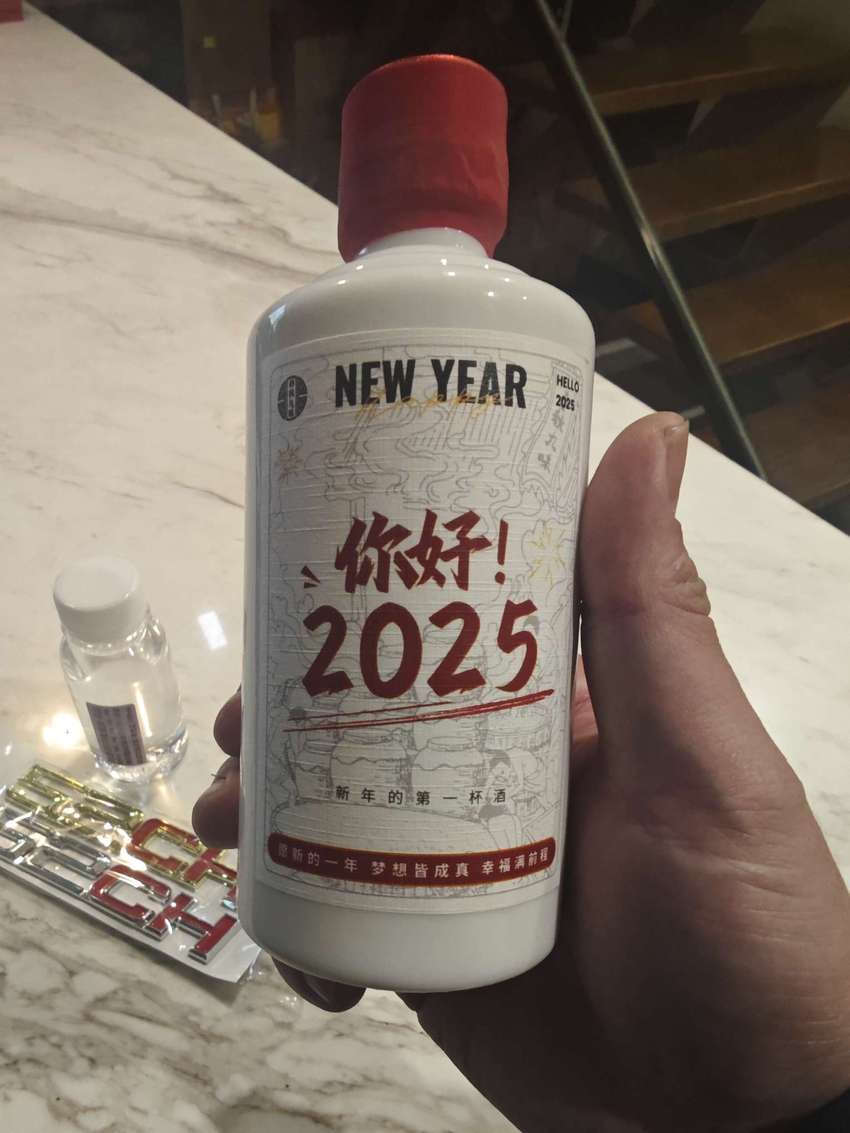 NEW YEAR
HELLO
2025
你好!
2025
新年的第一杯酒
愿新的一年 梦想皆成真 幸福满前程